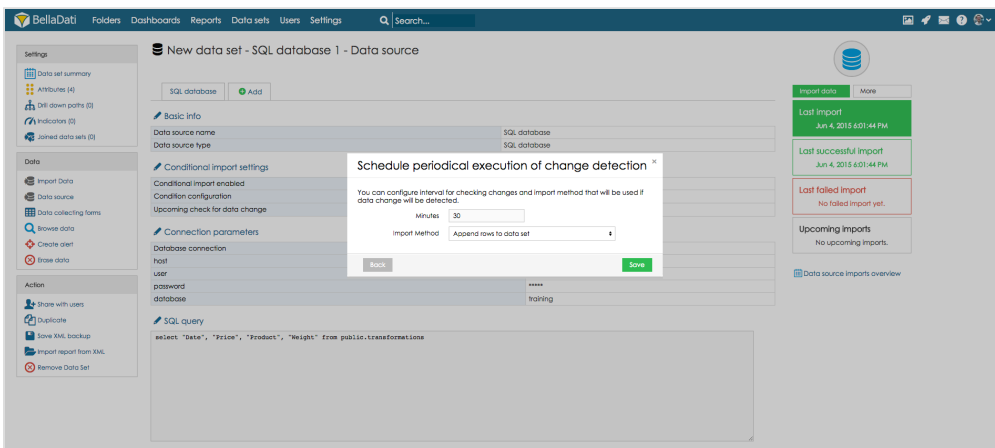 BellaDati
Folders Dashboards Reports Data sets Users Settings
Search...
Settings
Data set summary
Attributes (4)
Drill down paths (0)
Indicators (0)
Joined data sets (0)
Data
Import Data
Data source
Data collecting forms
Browse data
Create alert
Erase data
Action
Share with users
Duplicate
Save XML backup
Import report from XML
Remove Data Set
New data set - SQL database 1 - Data source
SQL database Add
Basic info
Data source name SQL database
Data source type SQL database
Conditional import settings
Conditional import enabled
Condition configuration
Upcoming check for data change
Connection parameters
Database connection
host
user
password *****
database training
SQL query
select "Date", "Price", "Product", "Weight" from public.transformations
Schedule periodical execution of change detection ×
You can configure interval for checking changes and import method that will be used if
data change will be detected.
Minutes 30
Import Method Append rows to data set
Back Save
Import data More
Last import
Jun 4, 2015 6:01:44 PM
Last successful import
Jun 4, 2015 6:01:44 PM
Last failed import
No failed import yet.
Upcoming imports
No upcoming imports.
Data source imports overview